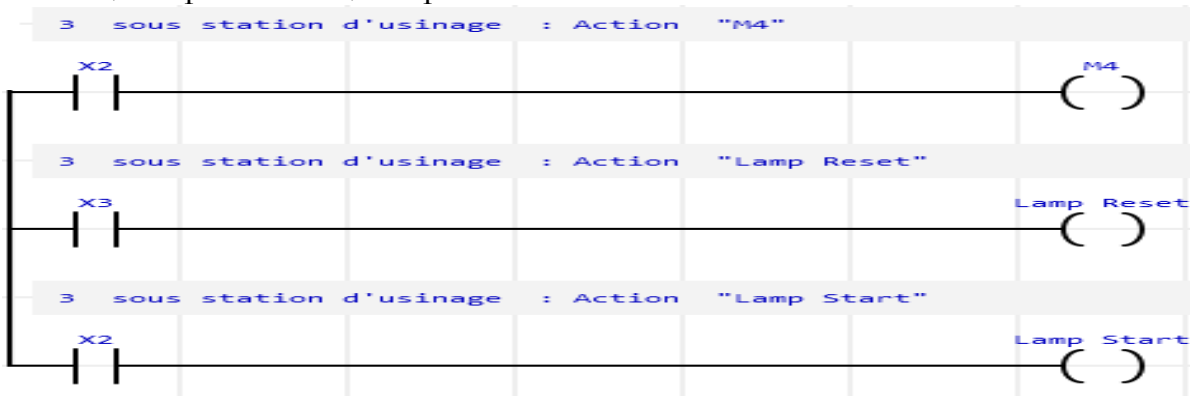 3 sous station d'usinage : Action "M4"
X2 M4
3 sous station d'usinage : Action "Lamp Reset"
X3 Lamp Reset
3 sous station d'usinage : Action "Lamp Start"
X2 Lamp Start